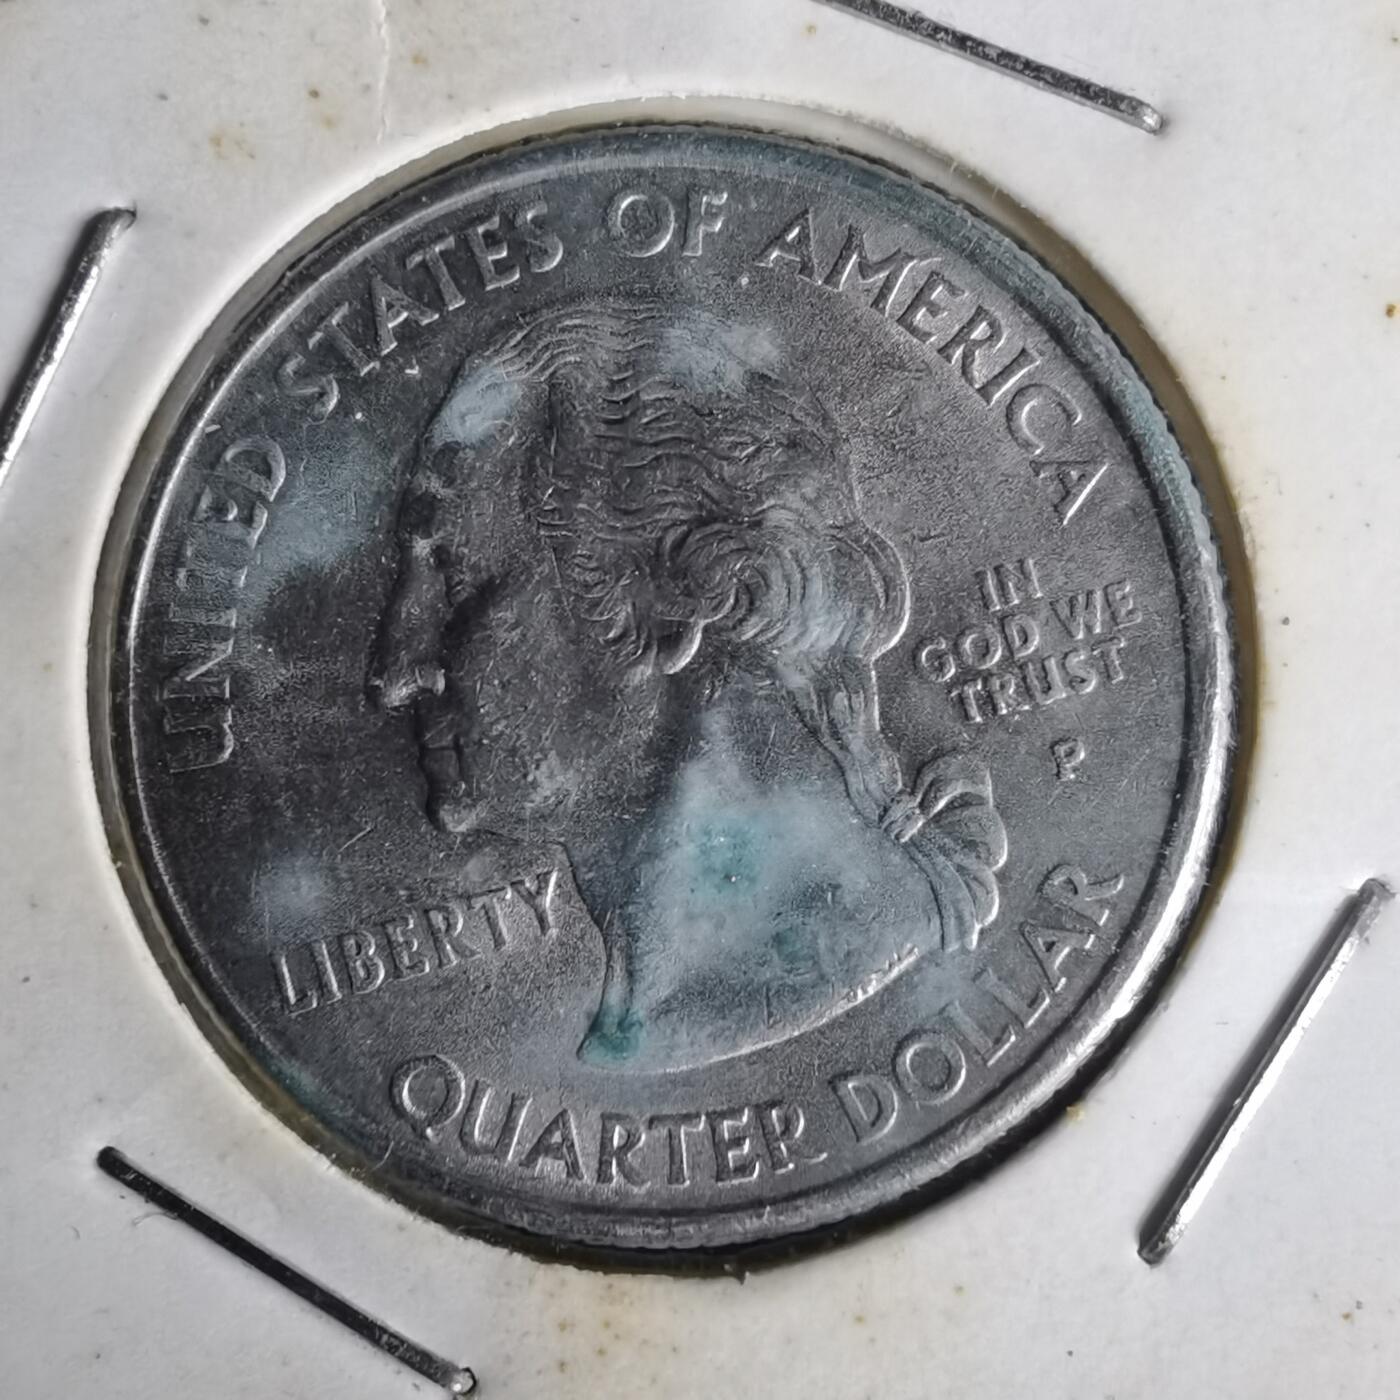 UNITED STATES OF AMERICA
LIBERTY
IN
GOD WE
TRUST
P
QUARTER DOLLAR